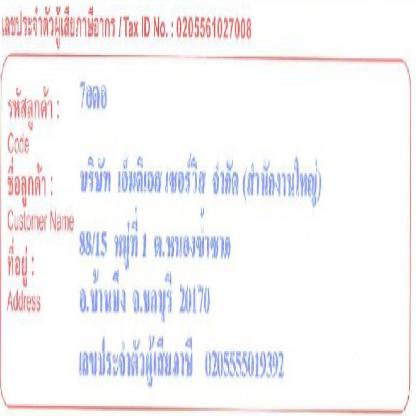 เลขประจำตัวผู้เสียภาษีอากร / Tax ID No. : 0205561027008
รหัสลูกค้า : 7ออ
Code
ชื่อลูกค้า : บริษัท เอ็มดีเอส เซอร์วิส จำกัด (สำนักงานใหญ่)
Customer Name
88/15 หมู่ที่ 1 ต.หนองซ้ำซาก
ที่อยู่ :
Address อ.บ้านบึง จ.ชลบุรี 20170
เลขประจำตัวผู้เสียภาษี 0205555019392